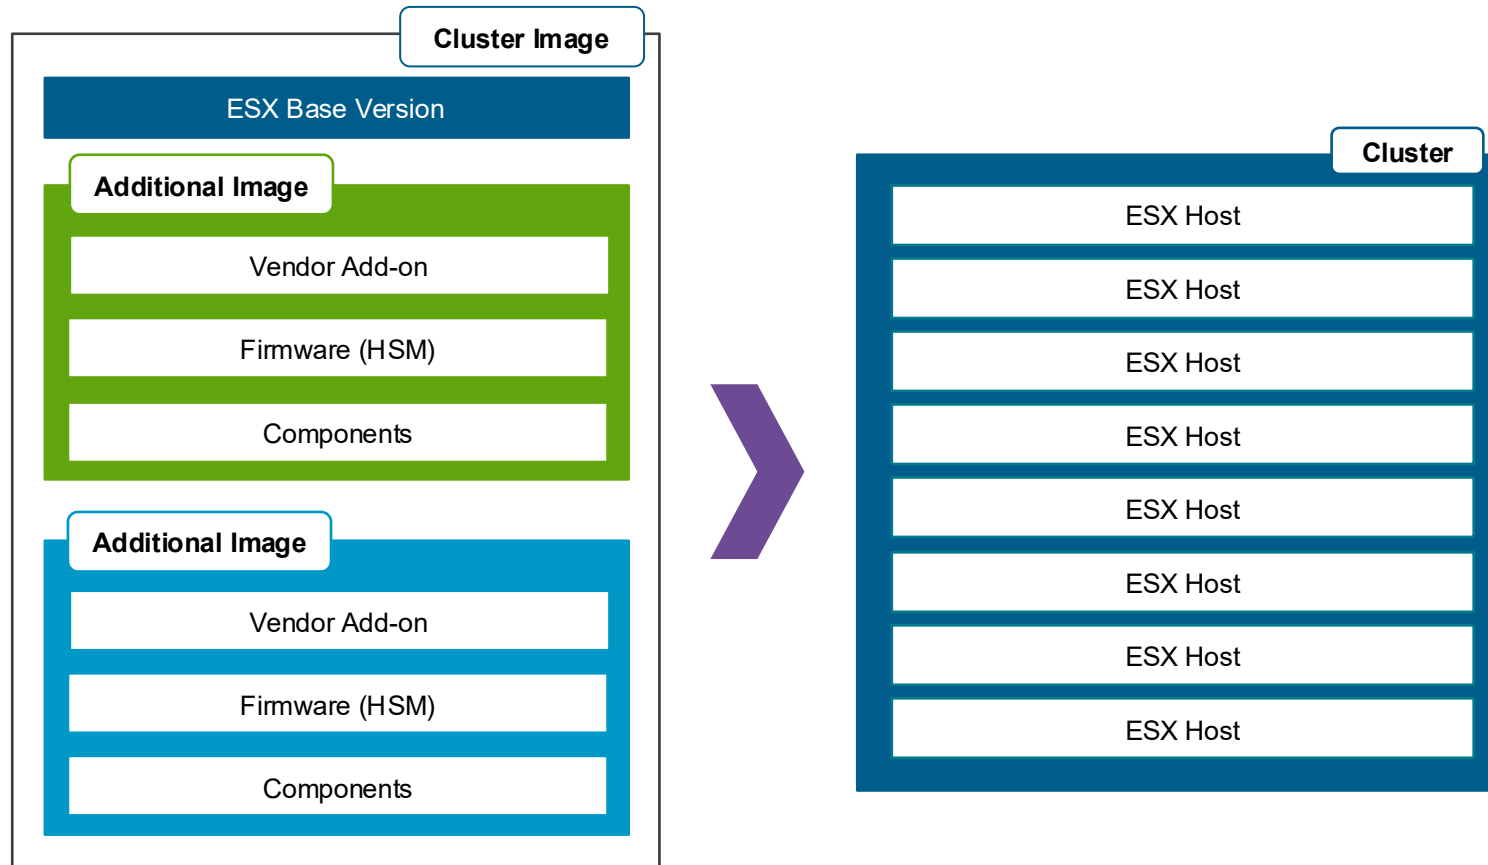 Cluster Image
ESX Base Version
Additional Image
Vendor Add-on
Firmware (HSM)
Components
Additional Image
Vendor Add-on
Firmware (HSM)
Components
Cluster
ESX Host
ESX Host
ESX Host
ESX Host
ESX Host
ESX Host
ESX Host
ESX Host